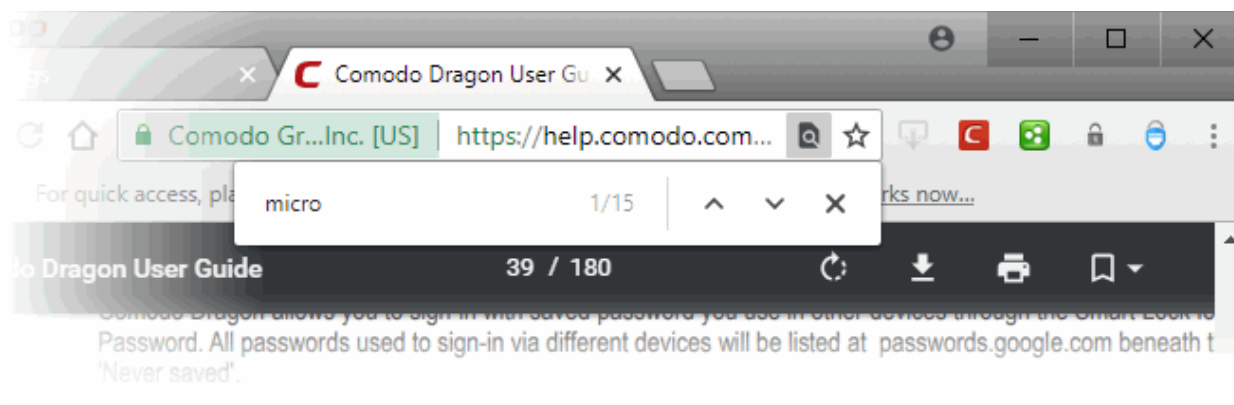 gs
Comodo Dragon User Gu
Comodo Gr...Inc. [US] https://help.comodo.com...
For quick access, pla
rks now...
micro 1/15
do Dragon User Guide 39 / 180
Comodo Dragon allows you to sign in with saved password you use in other devices through the Smart Lock fo
Password. All passwords used to sign-in via different devices will be listed at passwords.google.com beneath t
'Never saved'.